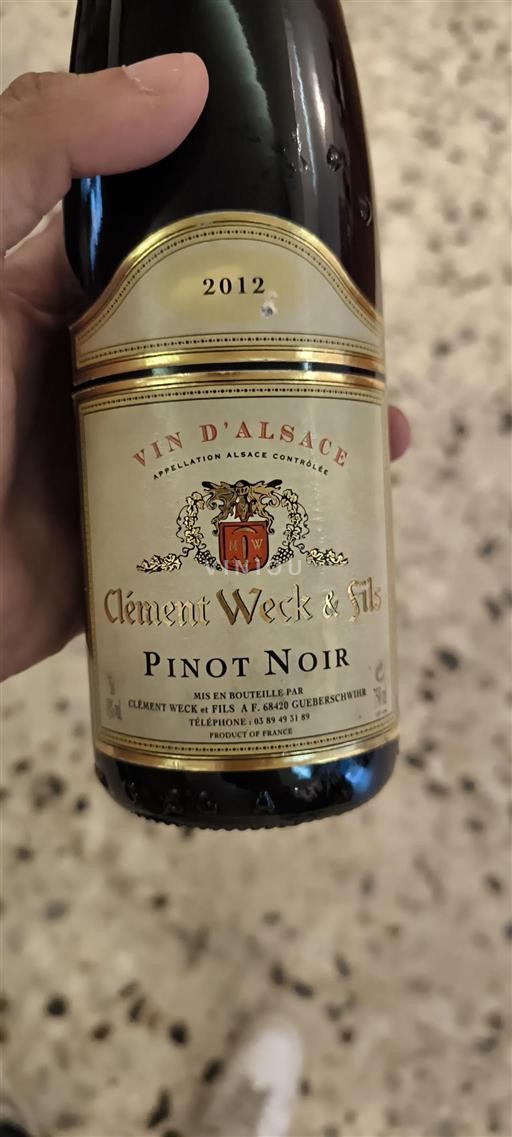 2012
VIN D'ALSACE
APPELLATION ALSACE CONTRÔLÉE
M W
VINIOU
Clément Weck & Fils
PINOT NOIR
MIS EN BOUTEILLE PAR
CLÉMENT WECK et FILS A F. 68420 GUEBERSCHWIHR
TÉLÉPHONE : 03 89 49 31 89
PRODUCT OF FRANCE